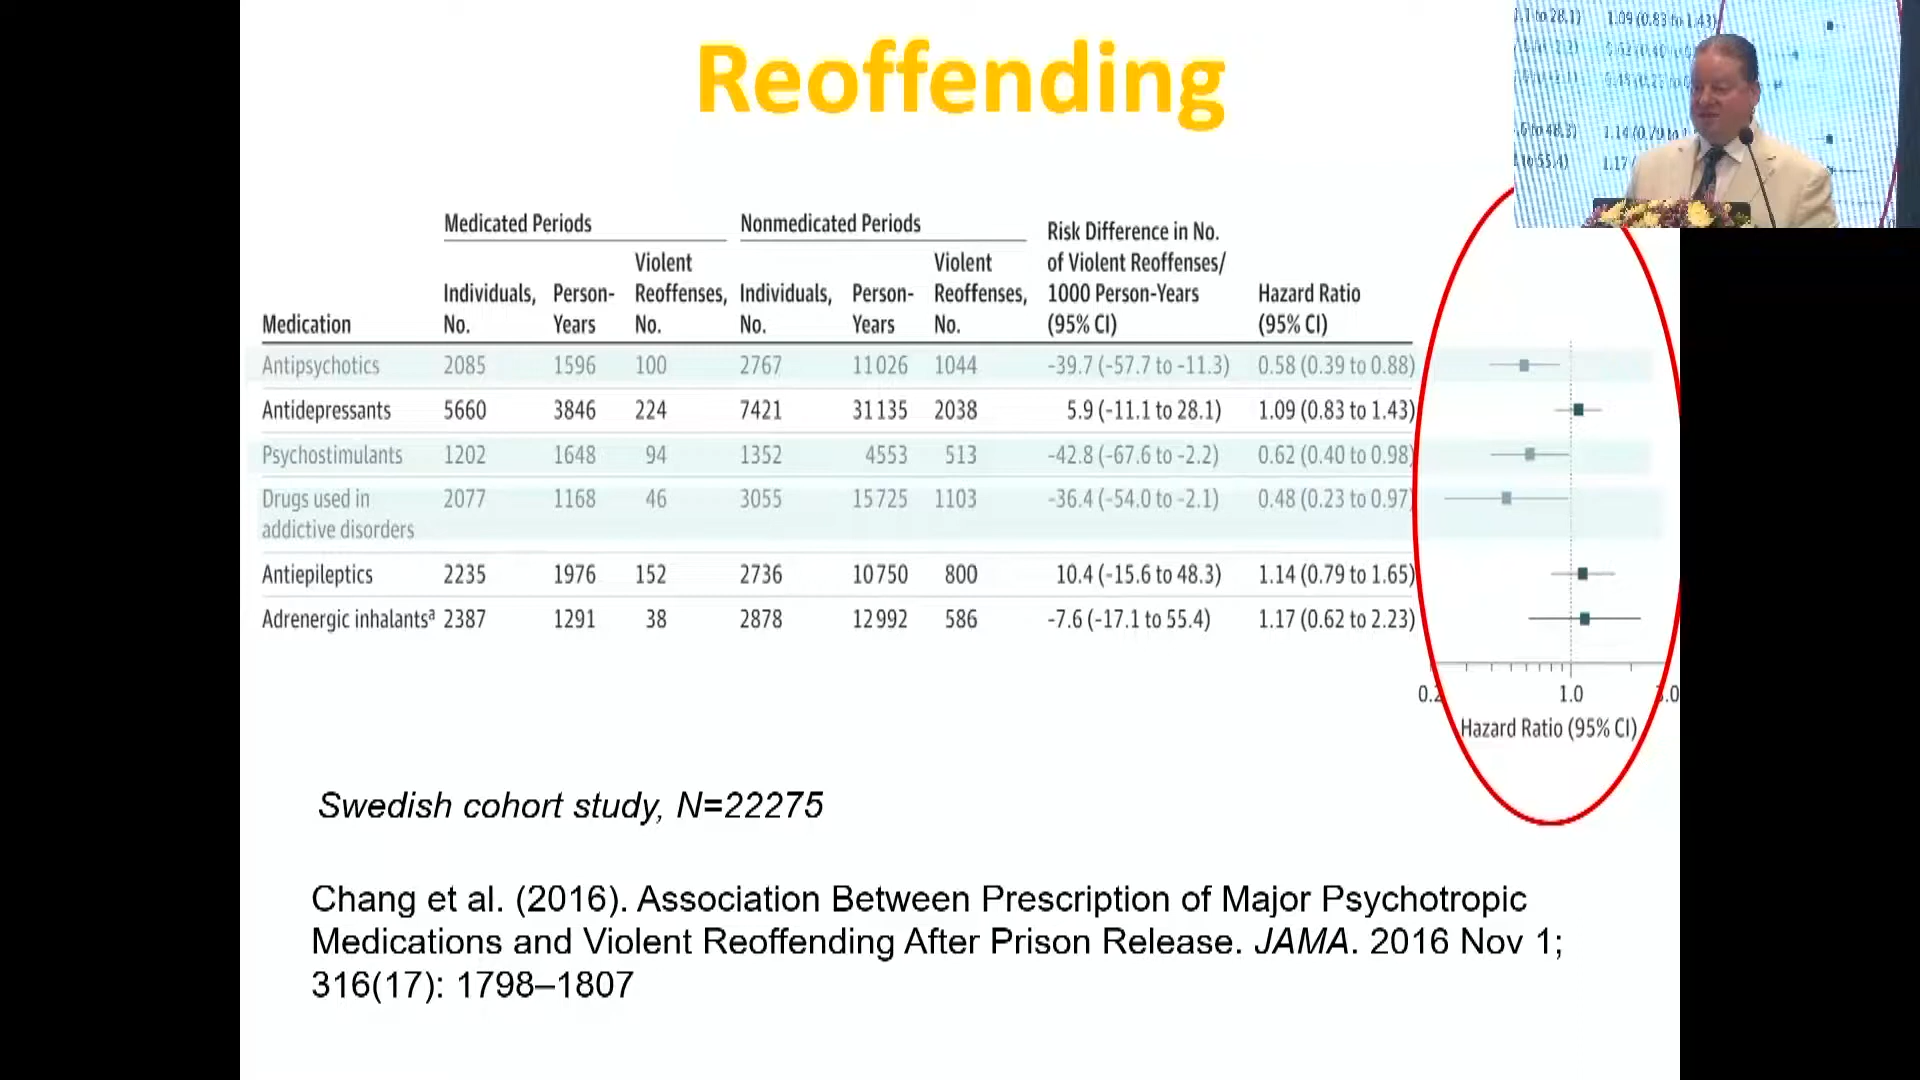 Reoffending
Medicated Periods Nonmedicated Periods
Risk Difference in No. of Violent Reoffenses/ 1000 Person-Years (95% CI)
Hazard Ratio (95% CI)
Medication
Individuals, No. Person-Years Violent Reoffenses, No. Individuals, No. Person-Years Violent Reoffenses, No.
Antipsychotics 2085 1596 100 2767 11026 1044 -39.7 (-57.7 to -11.3) 0.58 (0.39 to 0.88)
Antidepressants 5660 3846 224 7421 31135 2038 5.9 (-11.1 to 28.1) 1.09 (0.83 to 1.43)
Psychostimulants 1202 1648 94 1352 4553 513 -42.8 (-67.6 to -2.2) 0.62 (0.40 to 0.98)
Drugs used in 2077 1168 46 3055 15725 1103 -36.4 (-54.0 to -2.1) 0.48 (0.23 to 0.97)
addictive disorders
Antiepileptics 2235 1976 152 2736 10750 800 10.4 (-15.6 to 48.3) 1.14 (0.79 to 1.65)
Adrenergic inhalantsª 2387 1291 38 2878 12992 586 -7.6 (-17.1 to 55.4) 1.17 (0.62 to 2.23)
0.2 1.0 .0
Hazard Ratio (95% CI)
Swedish cohort study, N=22275
Chang et al. (2016). Association Between Prescription of Major Psychotropic
Medications and Violent Reoffending After Prison Release. JAMA. 2016 Nov 1;
316(17): 1798–1807
1.09 (0.83 to 1.43)